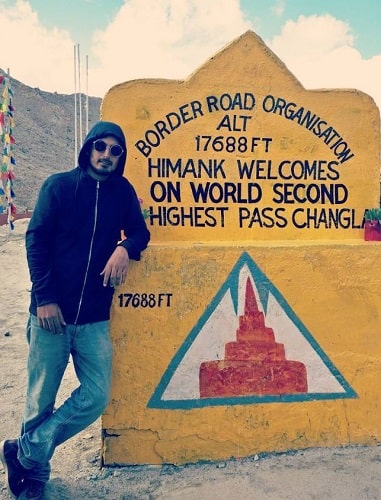 BORDER ROAD ORGANISATION
ALT
17688 FT
HIMANK WELCOMES
ON WORLD SECOND
HIGHEST PASS CHANGLA
17688 FT